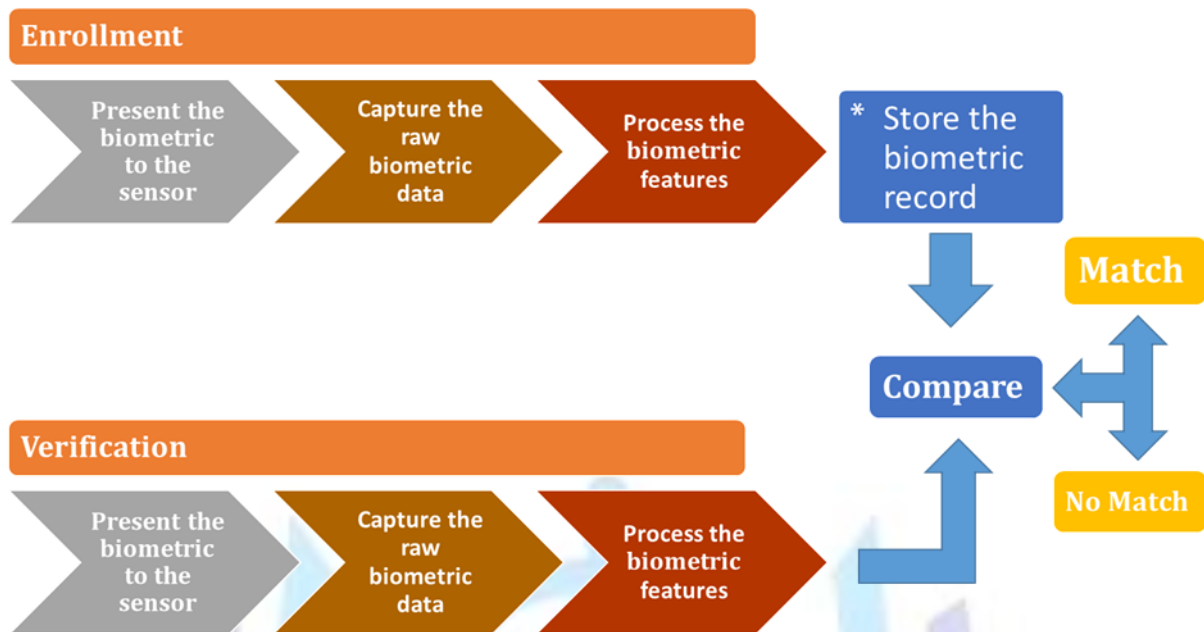 Enrollment
Present the
biometric
to the
sensor
Capture the
raw
biometric
data
Process the
biometric
features
* Store the
biometric
record
Match
Compare
No Match
Verification
Present the
biometric
to the
sensor
Capture the
raw
biometric
data
Process the
biometric
features